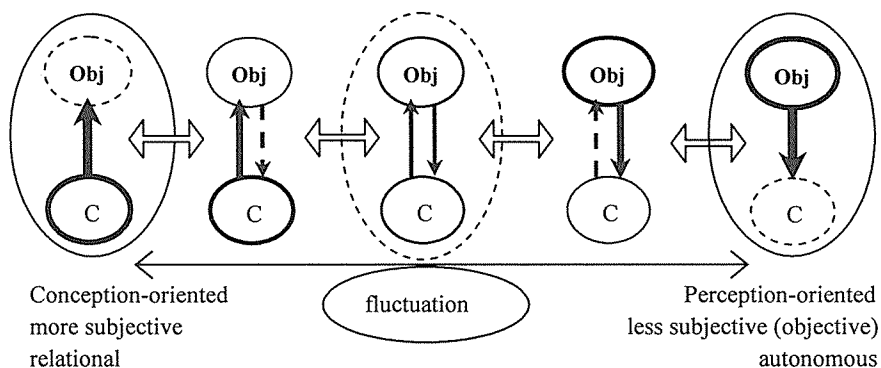 Obj Obj Obj Obj Obj
C C C C C
fluctuation
Conception-oriented
more subjective
relational
Perception-oriented
less subjective (objective)
autonomous